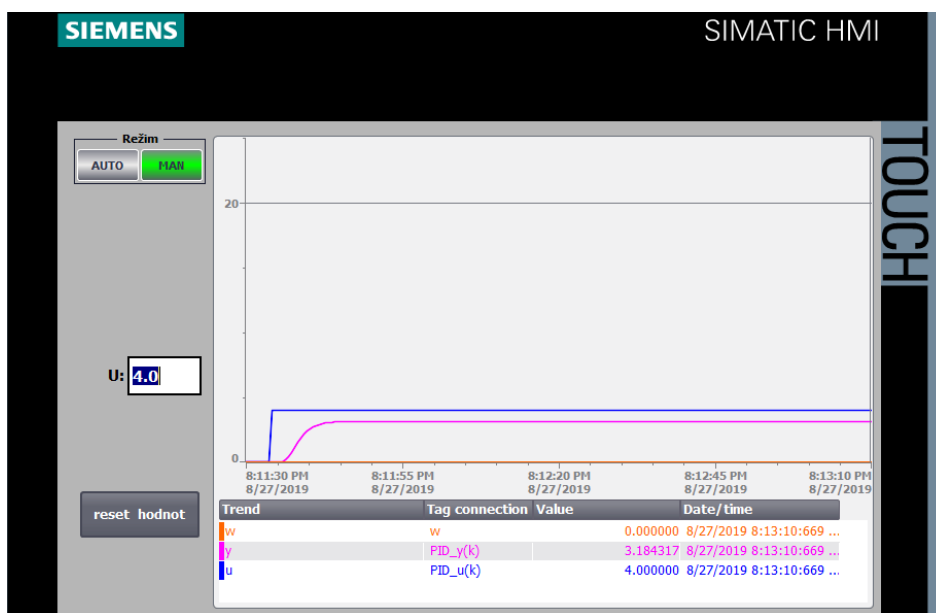 SIEMENS
SIMATIC HMI
TOUCH
Režim
AUTO MAN
20
U: 4.0
0
8:11:30 PM 8:11:55 PM 8:12:20 PM 8:12:45 PM 8:13:10 PM
8/27/2019 8/27/2019 8/27/2019 8/27/2019 8/27/2019
reset hodnot
Trend Tag connection Value Date/time
w w 0.000000 8/27/2019 8:13:10:669 ...
y PID_y(k) 3.184317 8/27/2019 8:13:10:669 ...
u PID_u(k) 4.000000 8/27/2019 8:13:10:669 ...